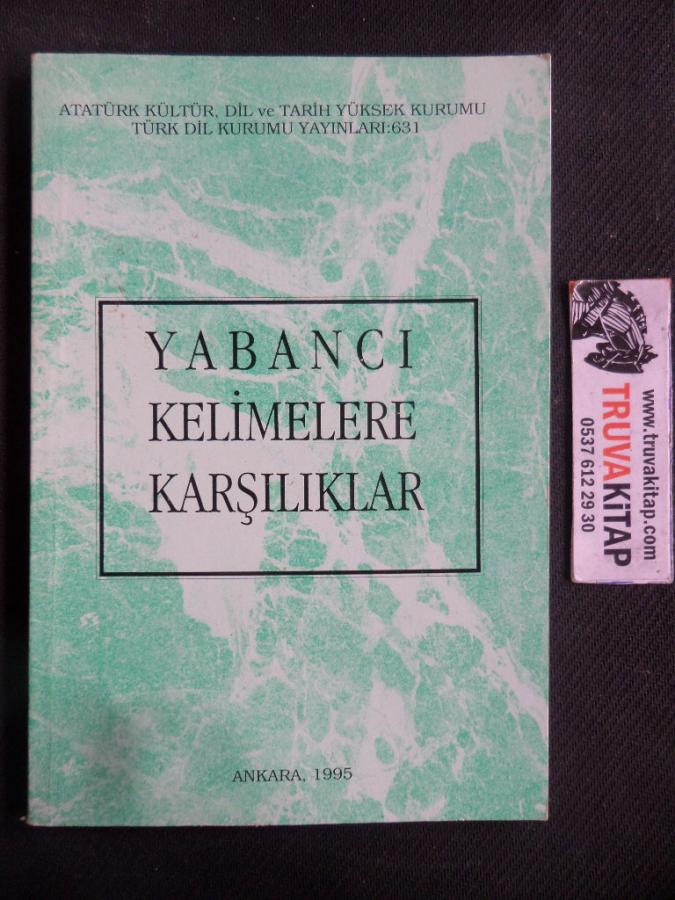 ATATÜRK KÜLTÜR, DİL ve TARİH YÜKSEK KURUMU
TÜRK DİL KURUMU YAYINLARI:631
YABANCI
KELİMELERE
KARŞILIKLAR
ANKARA, 1995
www.truvakitap.com
TRUVAKİTAP
0537 612 29 30